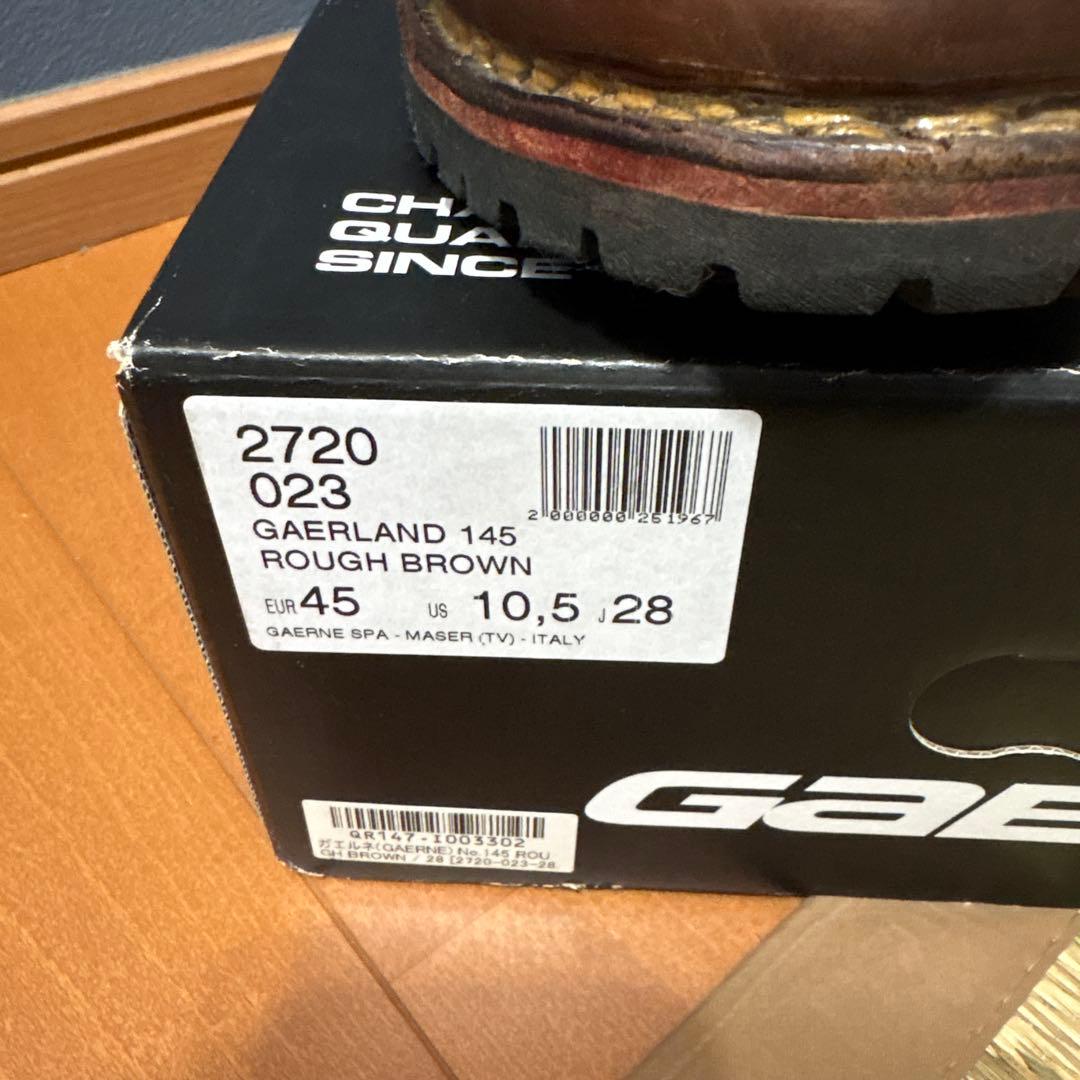 QUA
SINCE
2720
023
GAERLAND 145
ROUGH BROWN
2 000000 251967
EUR 45 US 10,5 J 28
GAERNE SPA - MASER (TV) - ITALY
GaE
QR147-I003302
ガエルネ(GAERNE) No.145 ROU
GH BROWN / 28 [2720-023-28